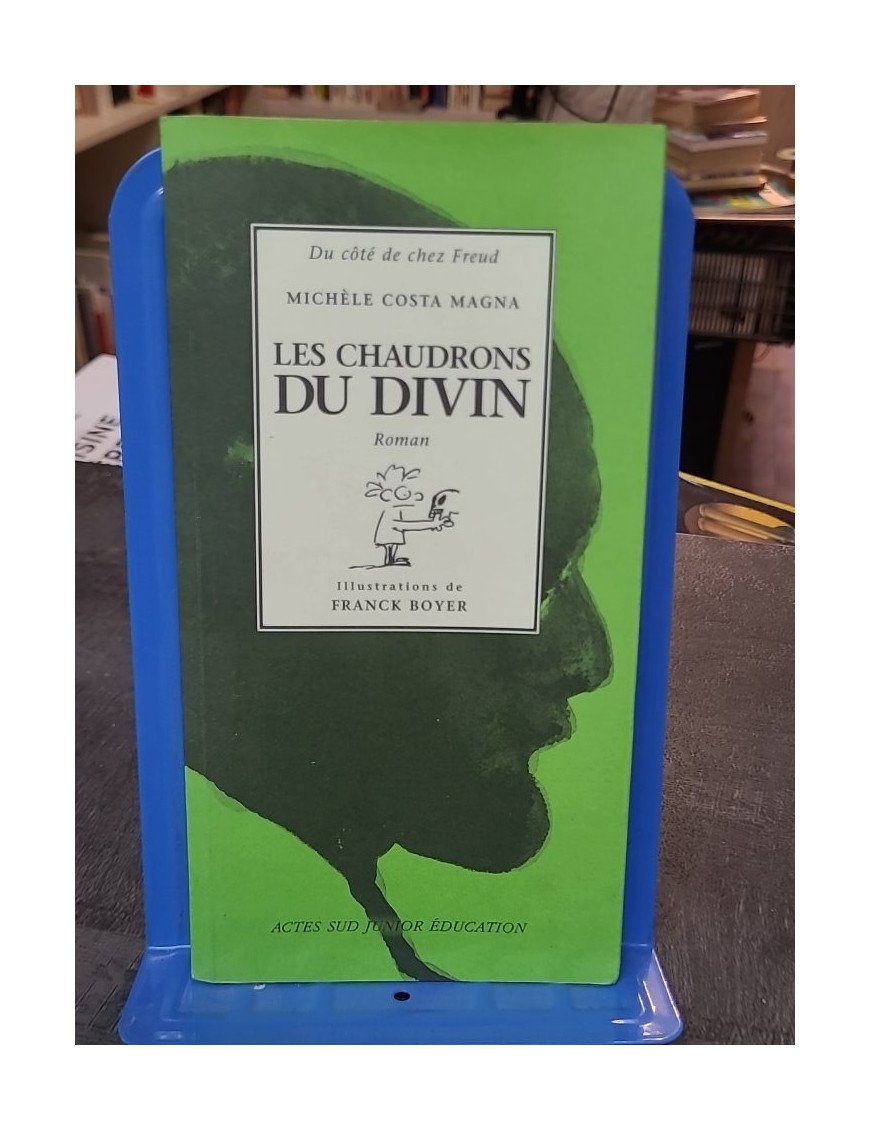 Du côté de chez Freud
MICHÈLE COSTA MAGNA
LES CHAUDRONS
DU DIVIN
Roman
Illustrations de
FRANCK BOYER
ACTES SUD JUNIOR ÉDUCATION
SINE